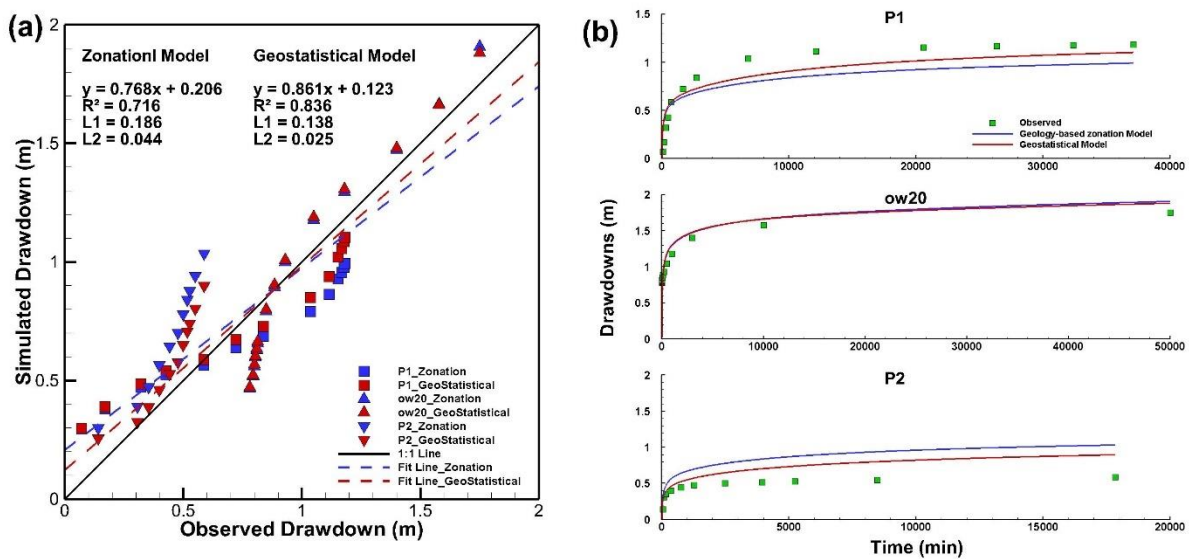 (a)
Zonationl Model
y = 0.768x + 0.206
R² = 0.716
L1 = 0.186
L2 = 0.044
Geostatistical Model
y = 0.861x + 0.123
R² = 0.836
L1 = 0.138
L2 = 0.025
Simulated Drawdown (m)
2
1.5
1
0.5
0
P1_Zonation
P1_GeoStatistical
ow20_Zonation
ow20_GeoStatistical
P2_Zonation
P2_GeoStatistical
1:1 Line
Fit Line_Zonation
Fit Line_GeoStatistical
0
0.5
1
1.5
2
Observed Drawdown (m)
(b)
P1
1.5
1
0.5
0
Observed
Geology-based zonation Model
Geostatistical Model
0
10000
20000
30000
40000
Drawdowns (m)
ow20
2
1.5
1
0.5
0
0
10000
20000
30000
40000
50000
P2
2
1.5
1
0.5
0
0
5000
10000
15000
20000
Time (min)